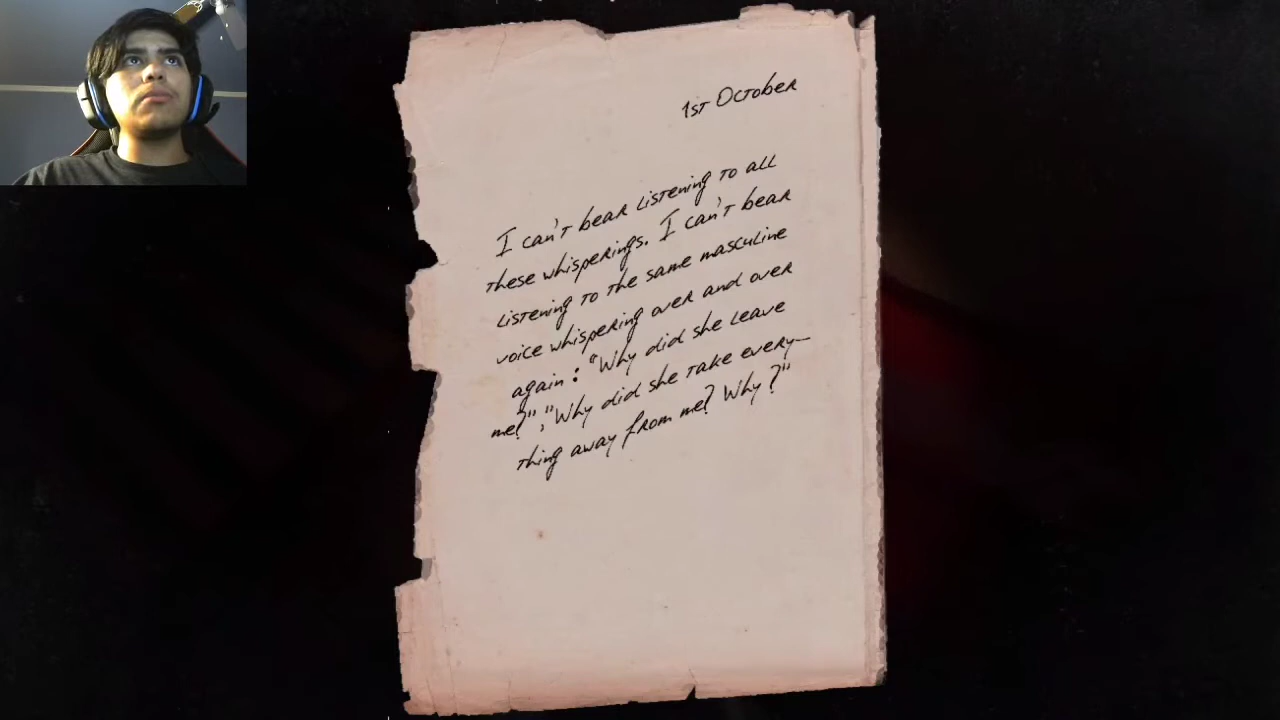 1st October
I can't bear listening to all
these whisperings. I can't bear
listening to the same masculine
voice whispering over and over
again: "Why did she leave
me?", "Why did she take every-
thing away from me? Why?"